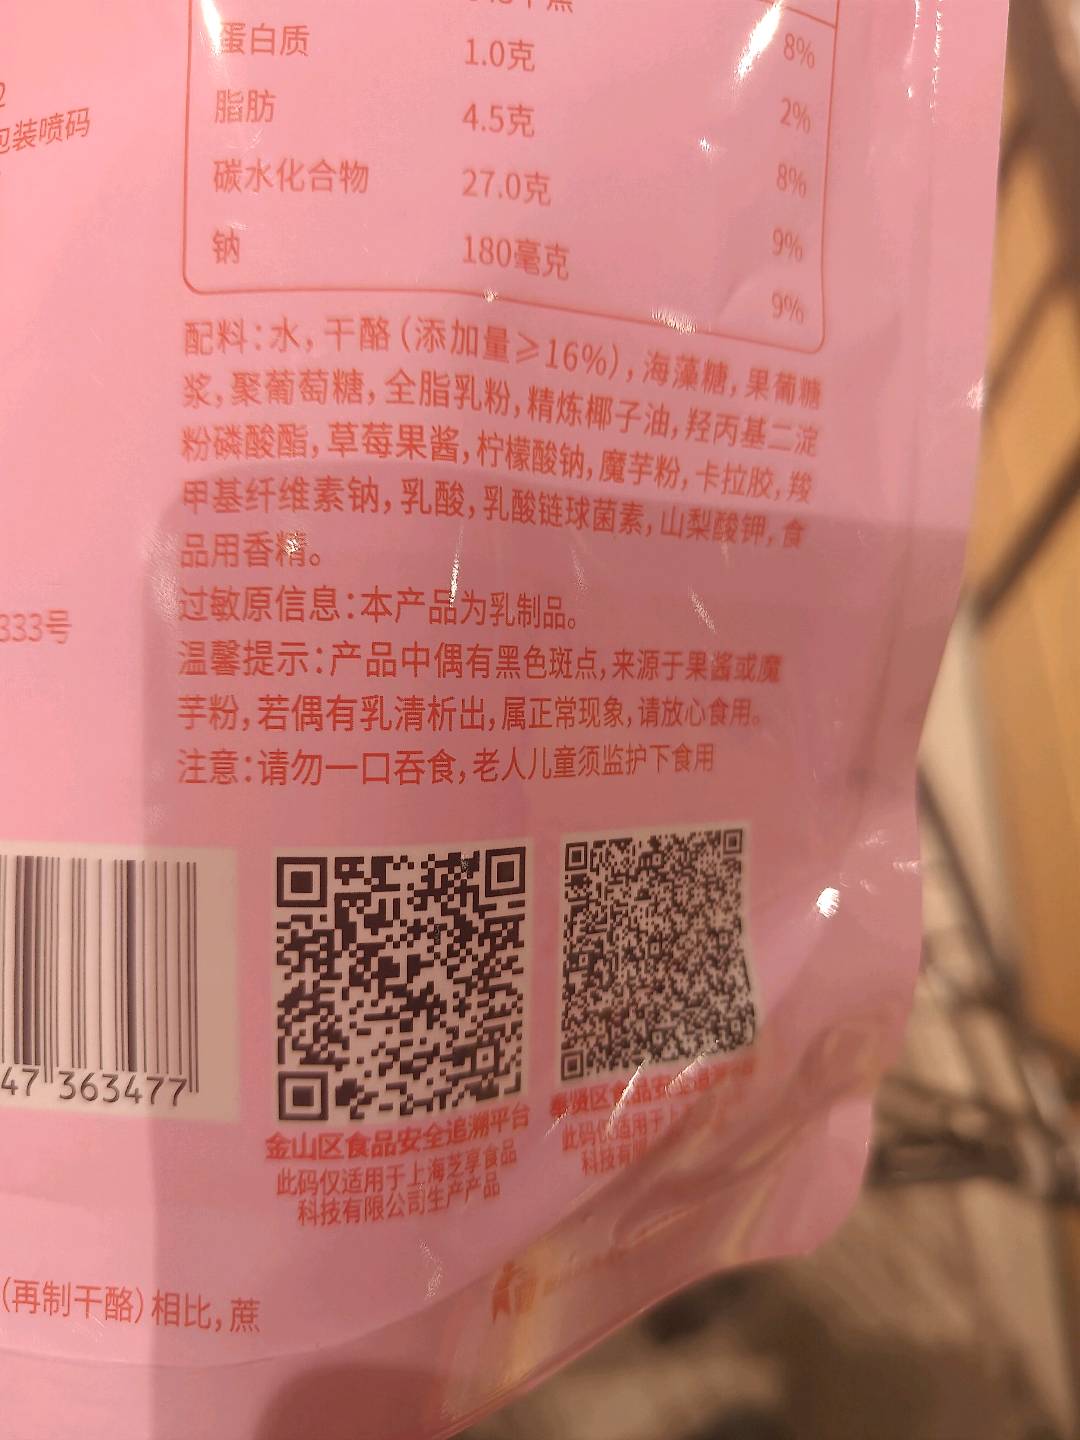 8%
蛋白质 1.0克 2%
脂肪 4.5克 8%
碳水化合物 27.0克 9%
钠 180毫克 9%
2
包装喷码
配料：水，干酪（添加量≥16%），海藻糖，果葡糖
浆，聚葡萄糖，全脂乳粉，精炼椰子油，羟丙基二淀
粉磷酸酯，草莓果酱，柠檬酸钠，魔芋粉，卡拉胶，羧
甲基纤维素钠，乳酸，乳酸链球菌素，山梨酸钾，食
品用香精。
过敏原信息：本产品为乳制品。
333号
温馨提示：产品中偶有黑色斑点，来源于果酱或魔
芋粉，若偶有乳清析出，属正常现象，请放心食用。
注意：请勿一口吞食，老人儿童须监护下食用
47 363477
金山区食品安全追溯平台
此码仅适用于上海芝享食品
科技有限公司生产产品
奉贤区食品安全追
此码仅适用于上
科技有限
（再制干酪）相比，蔗